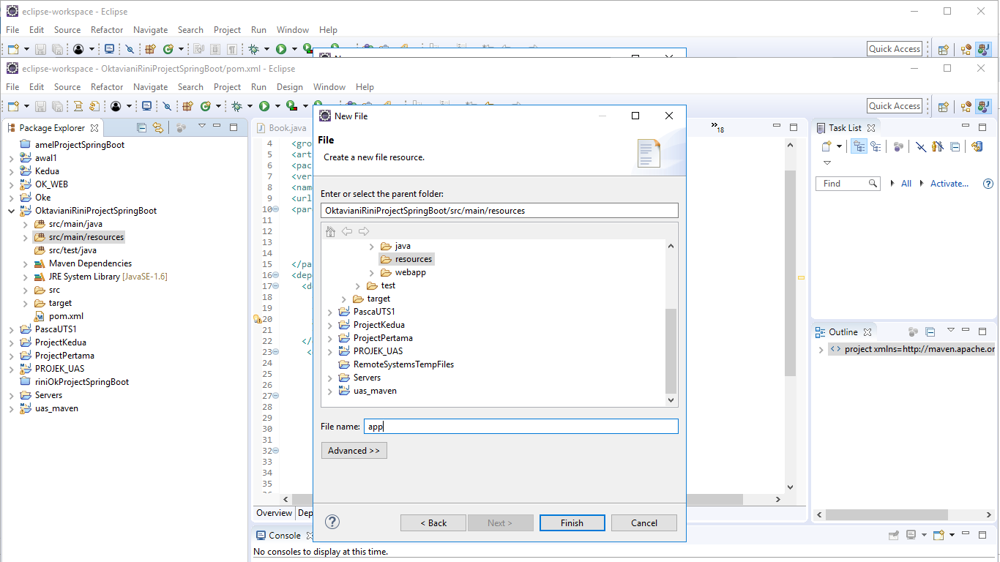 eclipse-workspace - Eclipse
File Edit Source Refactor Navigate Search Project Run Window Help
Quick Access
eclipse-workspace - OktavianiRiniProjectSpringBoot/pom.xml - Eclipse
File Edit Source Refactor Navigate Search Project Run Design Window Help
Quick Access
Package Explorer
amelProjectSpringBoot
awal1
Kedua
OK_WEB
Oke
OktavianiRiniProjectSpringBoot
src/main/java
src/main/resources
src/test/java
Maven Dependencies
JRE System Library [JavaSE-1.6]
src
target
pom.xml
PascaUTS1
ProjectKedua
ProjectPertama
PROJEK_UAS
riniOkProjectSpringBoot
Servers
uas_maven
Book.java
18
4 <gro
5 <art
6 <pac
7 <ver
8 <nam
9 <url
10 <par
11
12
13
14
15 </pa
16 <dep
17 <d
18
19
20
21
22 </
23 <
24
25
26
27
28
29
30
31
32
33
34
35
Overview Dep
Console
No consoles to display at this time.
New File
File
Create a new file resource.
Enter or select the parent folder:
OktavianiRiniProjectSpringBoot/src/main/resources
java
resources
webapp
test
target
PascaUTS1
ProjectKedua
ProjectPertama
PROJEK_UAS
RemoteSystemsTempFiles
Servers
uas_maven
File name: app
Advanced >>
< Back Next > Finish Cancel
Task List
Find All Activate...
Outline
project xmlns=http://maven.apache.or